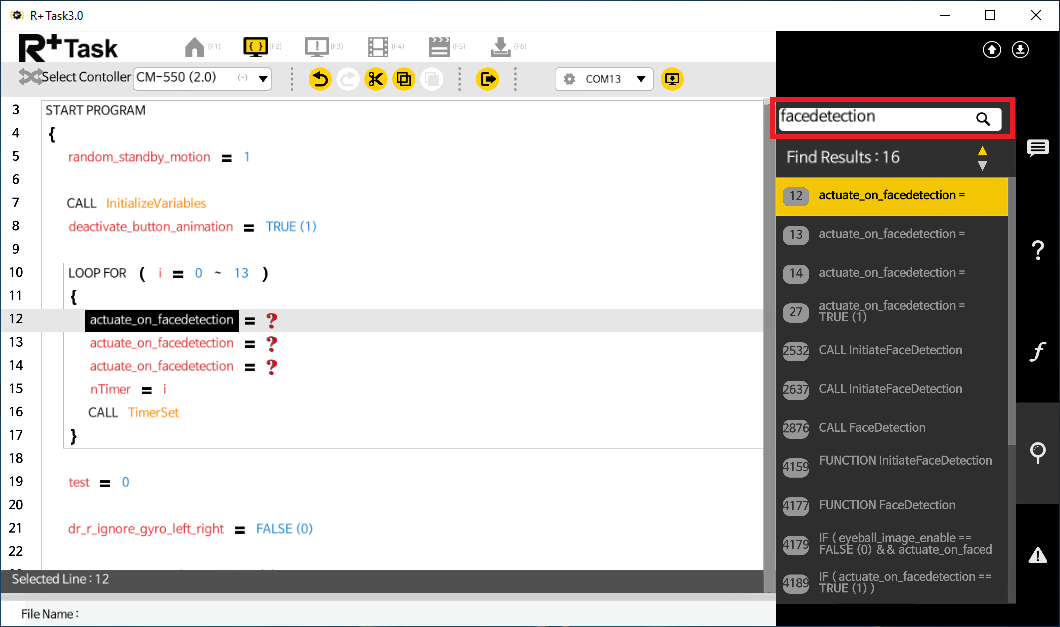 R+Task3.0
R+Task
(F1)
(F2)
(F3)
(F4)
(F5)
(F6)
Select Contoller
CM-550 (2.0)
(-)
COM13
3 START PROGRAM
4 {
5 random_standby_motion = 1
6
7 CALL InitializeVariables
8 deactivate_button_animation = TRUE (1)
9
10 LOOP FOR ( i = 0 ~ 13 )
11 {
12 actuate_on_facedetection = ?
13 actuate_on_facedetection = ?
14 actuate_on_facedetection = ?
15 nTimer = i
16 CALL TimerSet
17 }
18
19 test = 0
20
21 dr_r_ignore_gyro_left_right = FALSE (0)
22
Selected Line : 12
File Name :
facedetection
Find Results : 16
12 actuate_on_facedetection =
13 actuate_on_facedetection =
14 actuate_on_facedetection =
27 actuate_on_facedetection =
TRUE (1)
2532 CALL InitiateFaceDetection
2637 CALL InitiateFaceDetection
2876 CALL FaceDetection
4159 FUNCTION InitiateFaceDetection
4177 FUNCTION FaceDetection
4179 IF ( eyeball_image_enable ==
FALSE (0) && actuate_on_faced
4189 IF ( actuate_on_facedetection ==
TRUE (1) )
?
f